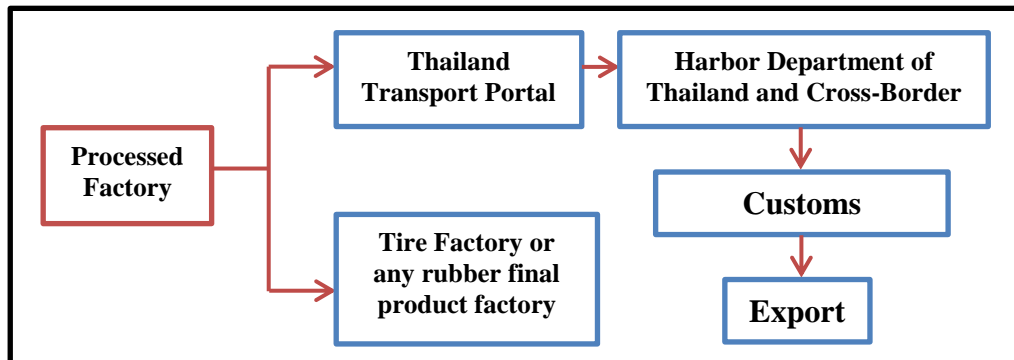 Processed
Factory
Thailand
Transport Portal
Harbor Department of
Thailand and Cross-Border
Customs
Export
Tire Factory or
any rubber final
product factory